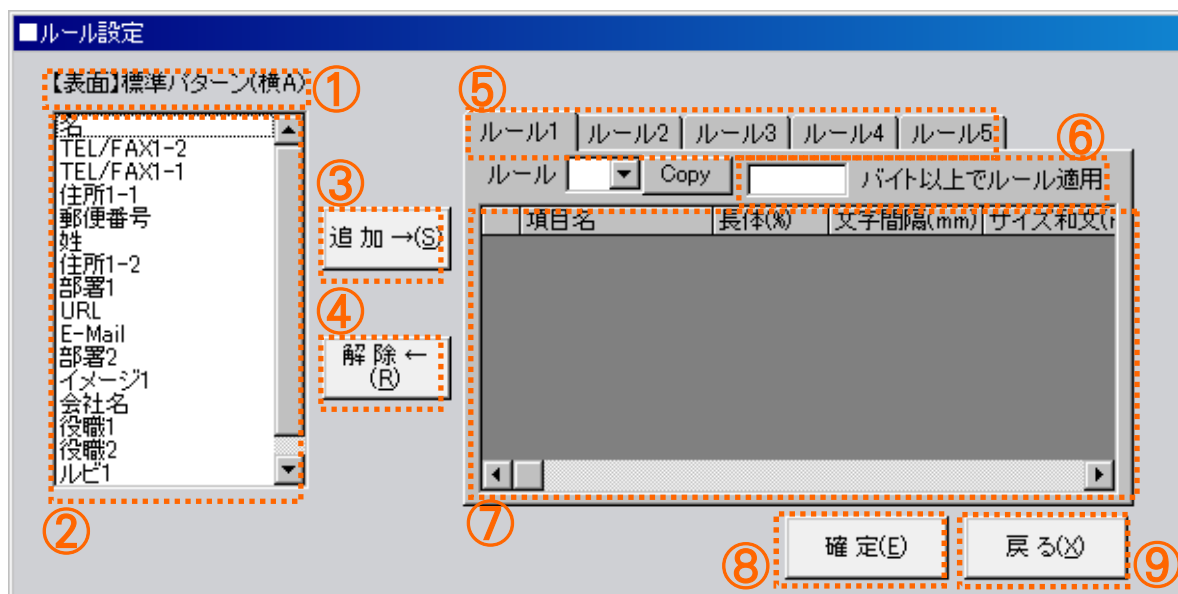 ■ルール設定
【表面】標準パターン(横A)
①
名
TEL/FAX1-2
TEL/FAX1-1
住所1-1
郵便番号
姓
住所1-2
部署1
URL
E-Mail
部署2
イメージ1
会社名
役職1
役職2
ルビ1
②
③
追 加 →(S)
④
解 除 ←
(R)
⑤
ルール1 ルール2 ルール3 ルール4 ルール5
⑥
ルール Copy バイト以上でルール適用
項目名 長体(%) 文字間隔(mm) サイズ和文(
⑦
⑧
確 定(E)
戻 る(X)
⑨